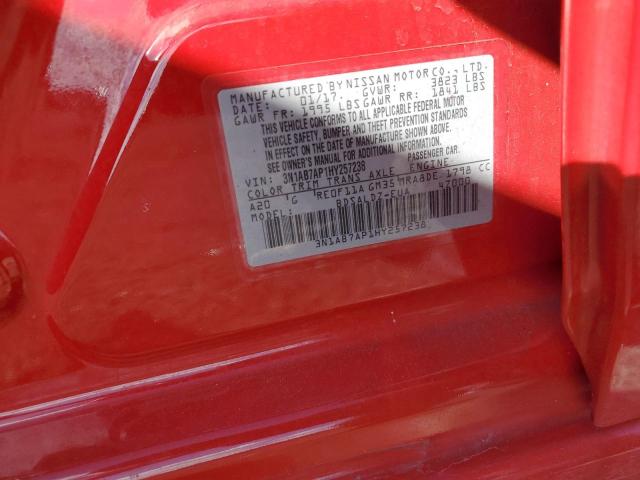 MANUFACTURED BY NISSAN MOTOR CO., LTD.
DATE: 01/17. GVWR: 3823 LBS
GAWR FR: 1995 LBS GAWR RR: 1841 LBS
THIS VEHICLE CONFORMS TO ALL APPLICABLE FEDERAL MOTOR
VEHICLE SAFETY, BUMPER AND THEFT PREVENTION STANDARDS
IN EFFECT ON THE DATE OF MANUFACTURE SHOWN ABOVE.
SEE OWNER'S MANUAL FOR ADDITIONAL INFORMATION.
VIN: 3N1AB7AP1HY257238 PASSENGER CAR.
COLOR TRIM TRANS AXLE ENGINE
A20 G RE0F11A GM35 MRA8DE 1798 CC
MODEL: BDSALDZ-EUA 47000
3N1AB7AP1HY257238